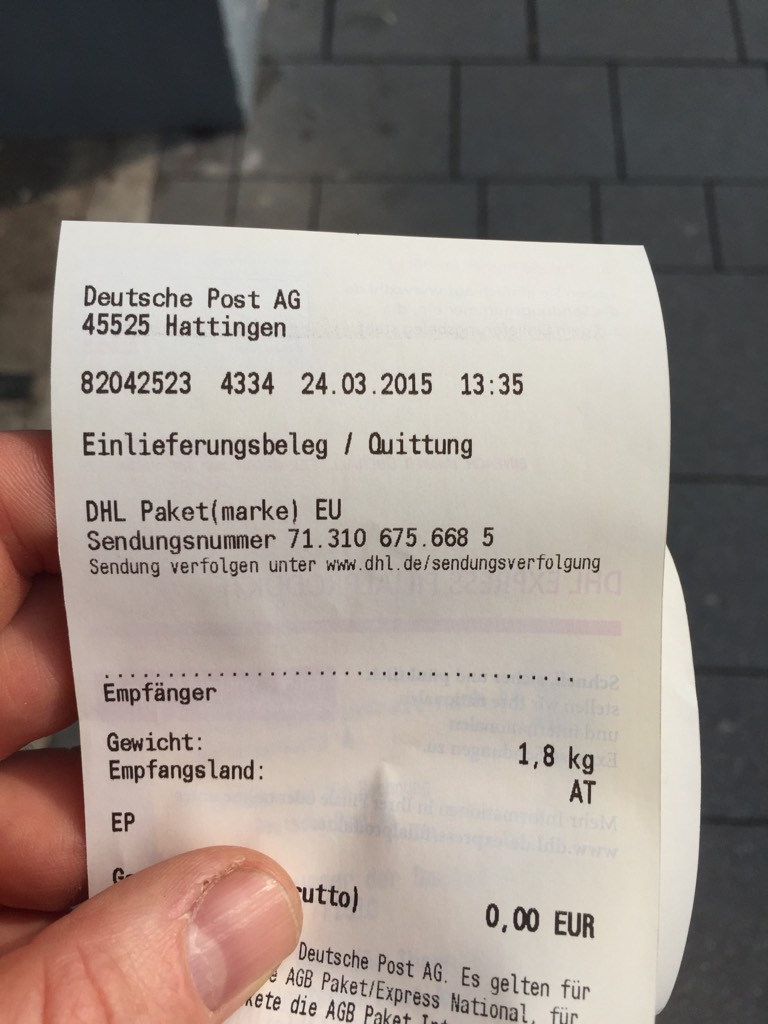 Deutsche Post AG
45525 Hattingen
82042523 4334 24.03.2015 13:35
Einlieferungsbeleg / Quittung
DHL Paket(marke) EU
Sendungsnummer 71.310 675.668 5
Sendung verfolgen unter www.dhl.de/sendungsverfolgung
Empfänger
Gewicht: 1,8 kg
Empfangsland: AT
EP
rutto) 0,00 EUR
Deutsche Post AG. Es gelten für
AGB Paket/Express National, für
kete die AGB Paket